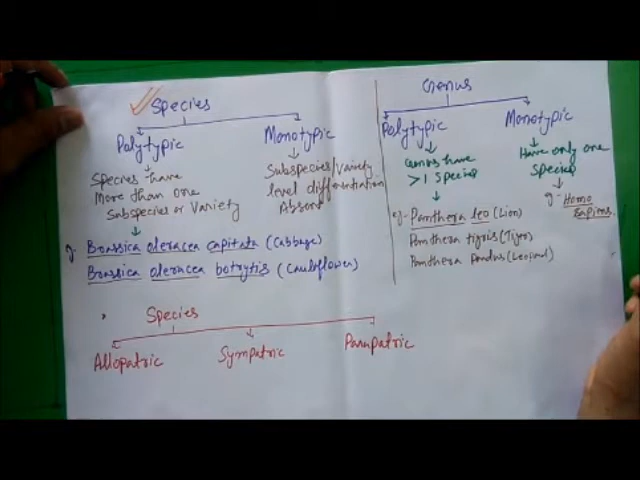 Species
Polytypic
Monotypic
Species have
More than one
Subspecies or Variety
Subspecies/Variety
level differentiation
Absent
eg- Brassica oleracea capitata (Cabbage)
Brassica oleracea botrytis (Cauliflower)
Genus
Polytypic
Monotypic
Genus have
>1 Species
Have only one
Species
eg- Panthera leo (Lion)
Panthera tigris (Tiger)
Panthera Pardus (Leopard)
eg- Homo
Sapiens
Species
Allopatric
Sympatric
Parapatric